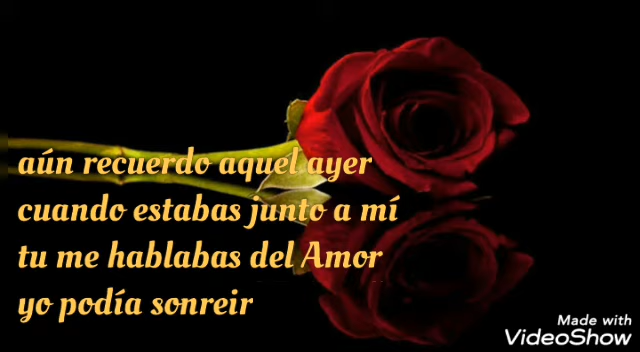 aún recuerdo aquel ayer
cuando estabas junto a mí
tu me hablabas del Amor
yo podía sonreir
Made with
VideoShow